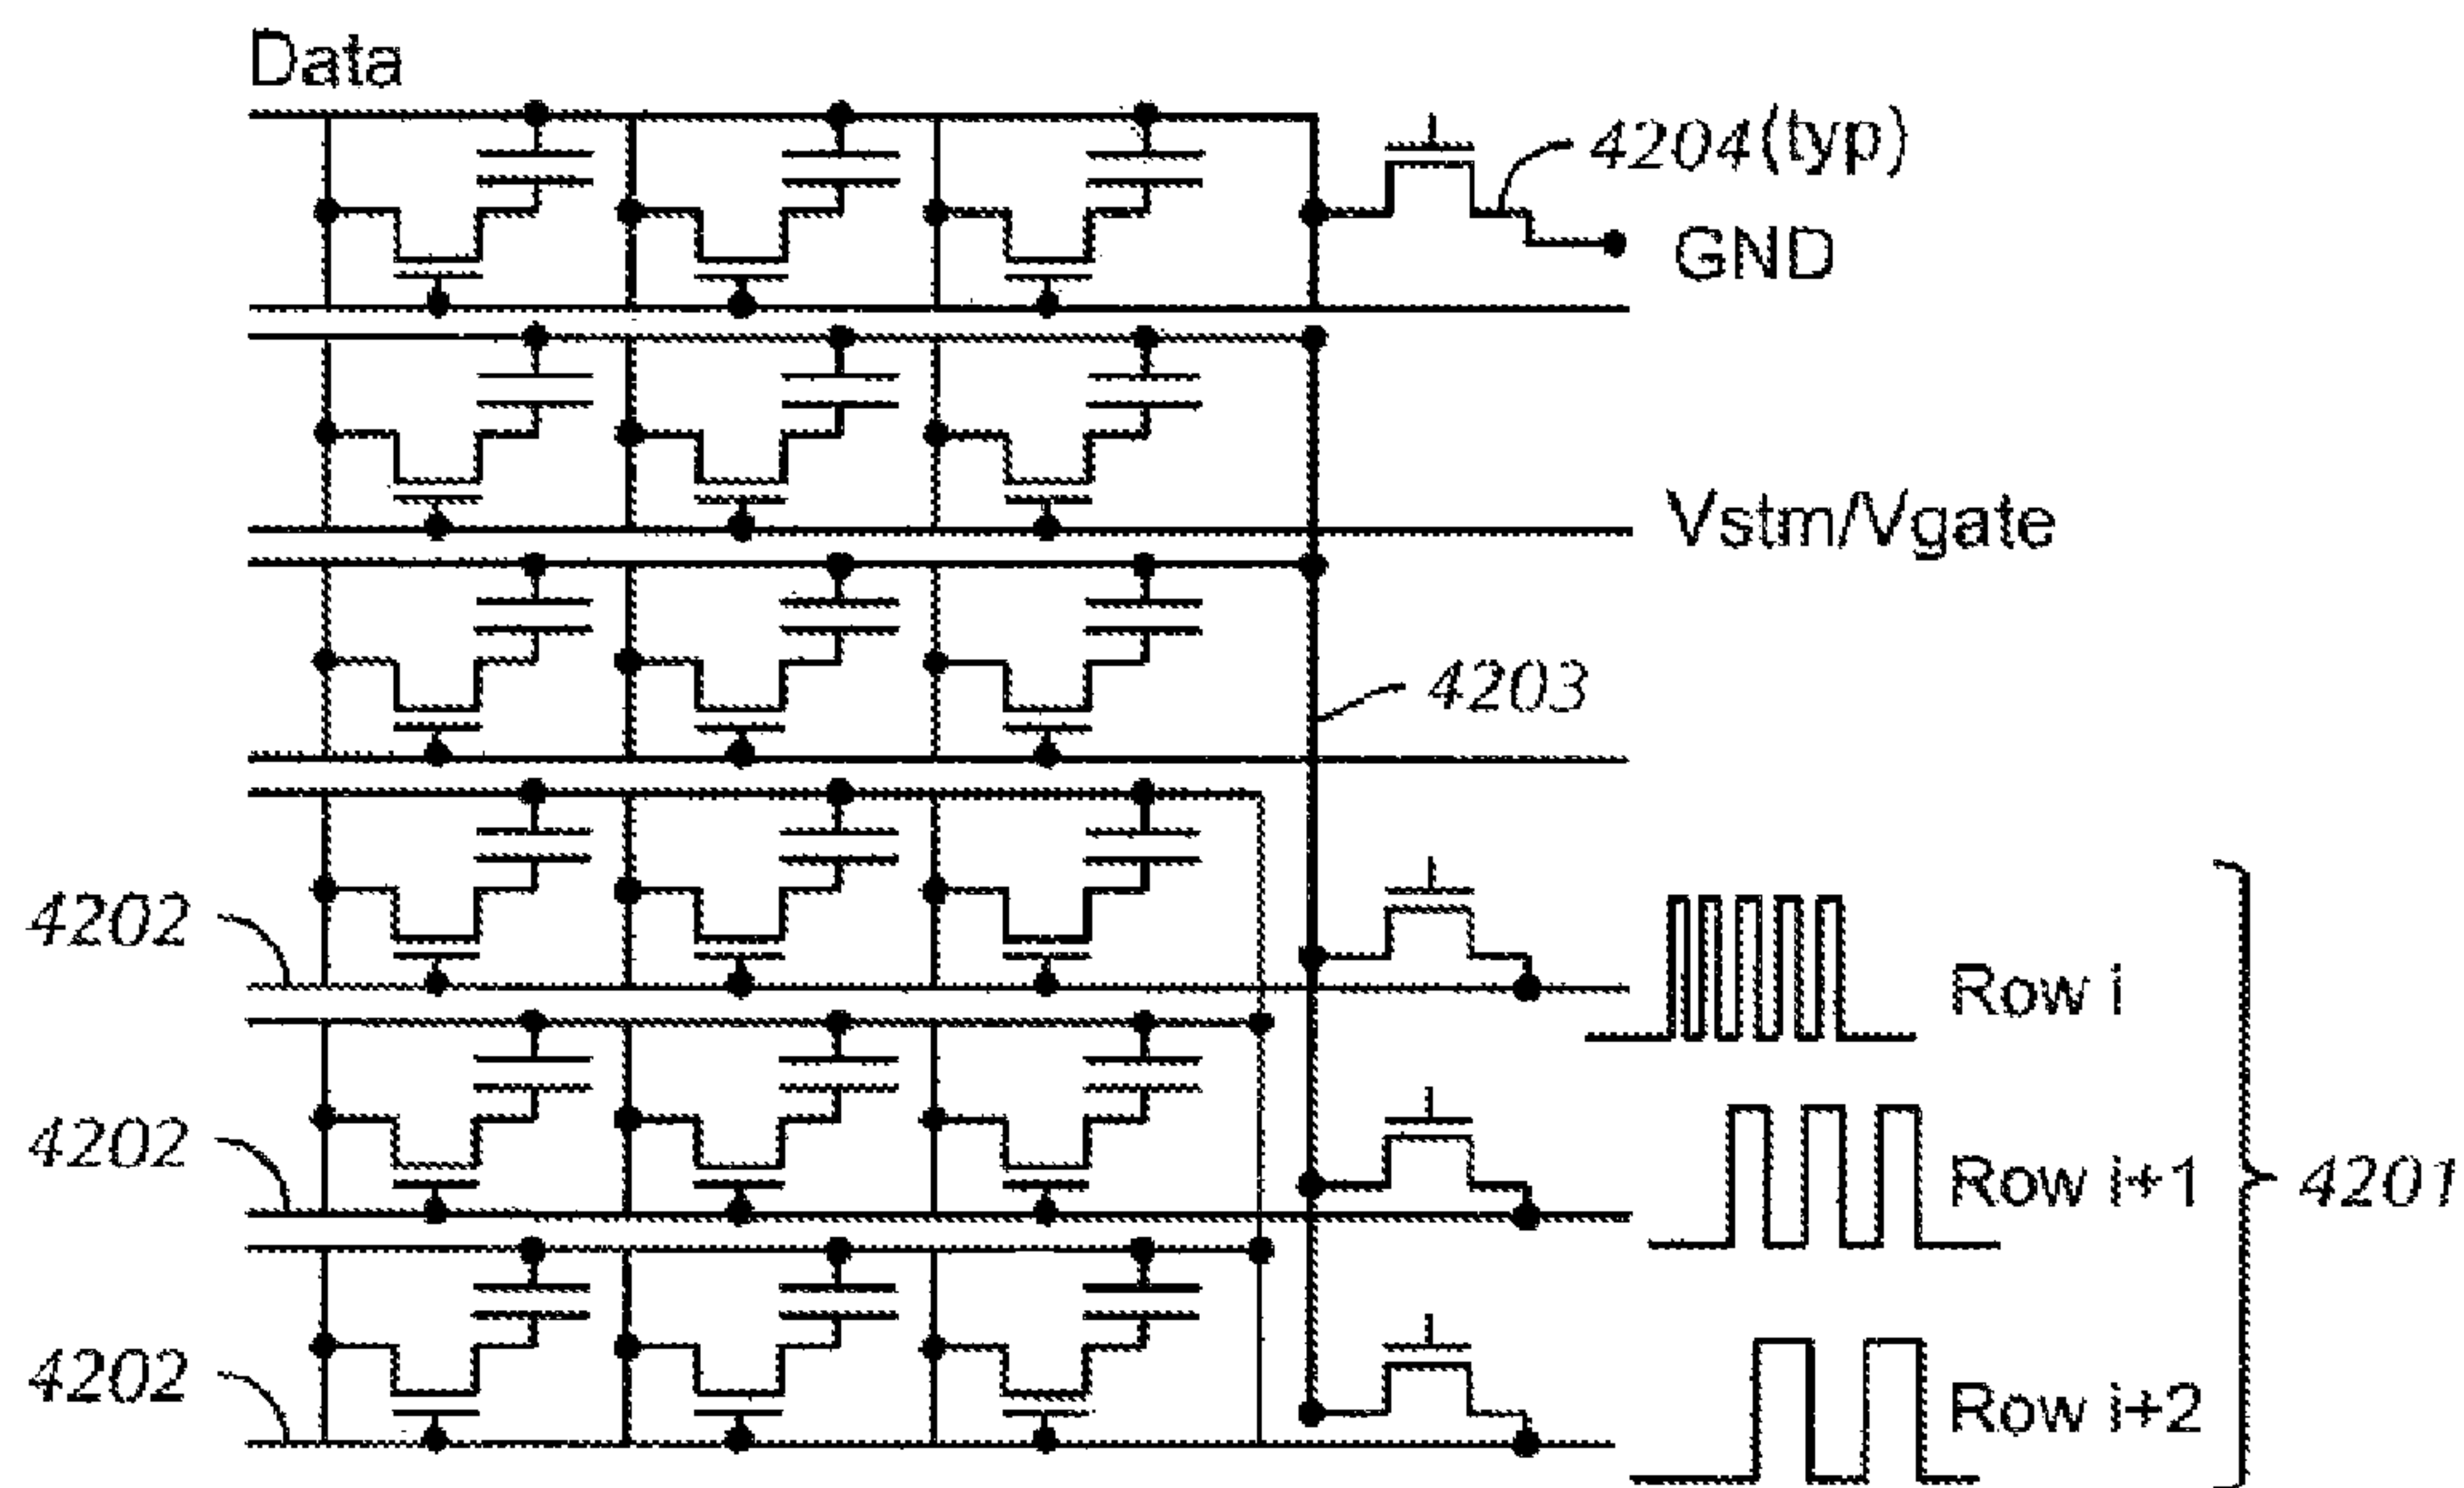 Data
4204(typ)
GND
Vstm/Vgate
4203
4202
Row i
4202
Row i+1
4201
4202
Row i+2